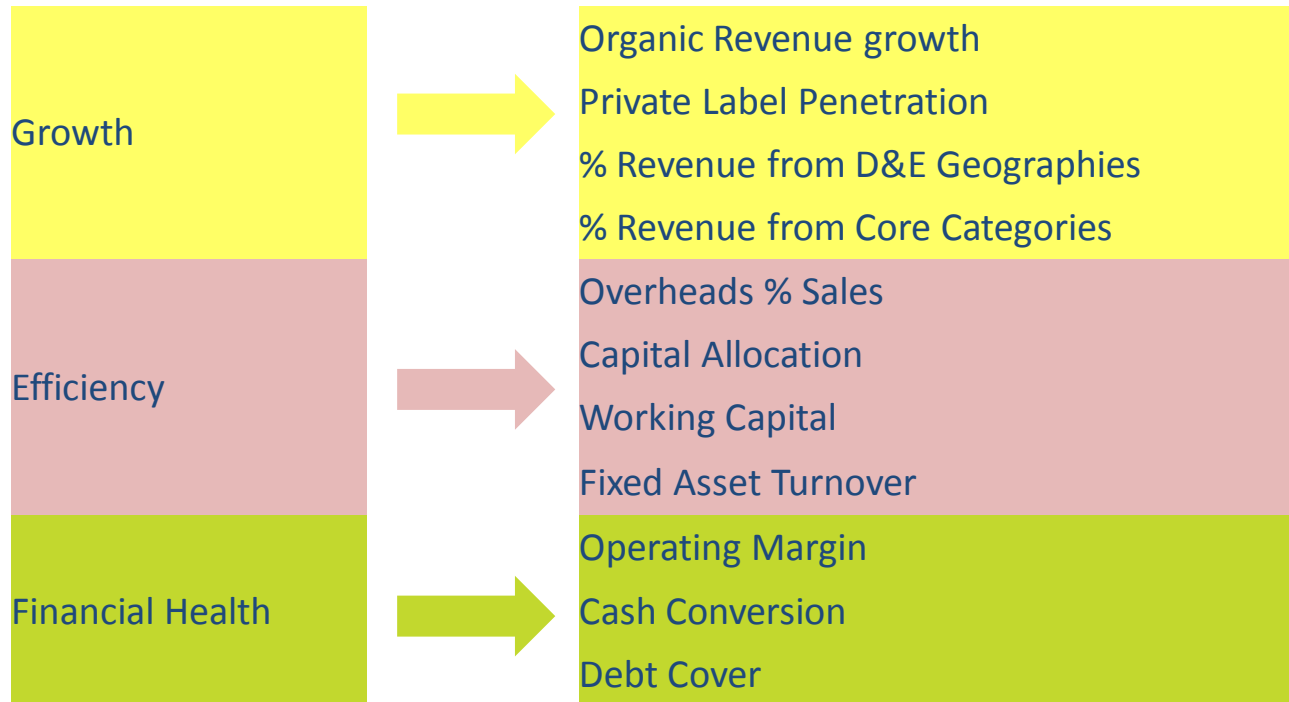 Growth
Organic Revenue growth
Private Label Penetration
% Revenue from D&E Geographies
% Revenue from Core Categories
Efficiency
Overheads % Sales
Capital Allocation
Working Capital
Fixed Asset Turnover
Financial Health
Operating Margin
Cash Conversion
Debt Cover